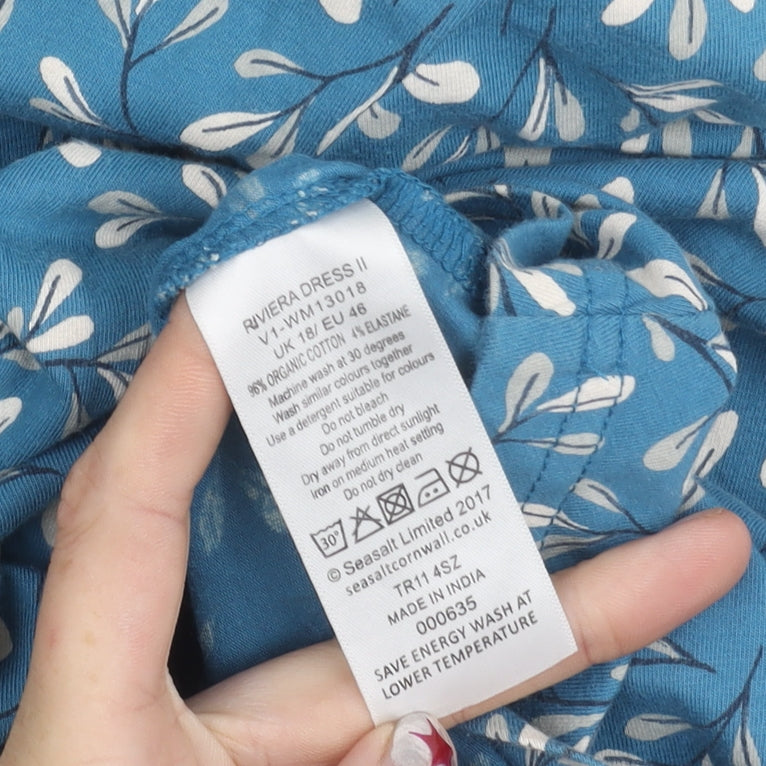 RIVIERA DRESS II
V1-WM13018
UK 18/ EU 46
96% ORGANIC COTTON 4% ELASTANE
Machine wash at 30 degrees
Wash similar colours together
Use a detergent suitable for colours
Do not bleach
Do not tumble dry
Dry away from direct sunlight
Iron on medium heat setting
Do not dry clean
30°
© Seasalt Limited 2017
seasaltcornwall.co.uk
TR11 4SZ
MADE IN INDIA
000635
SAVE ENERGY WASH AT
LOWER TEMPERATURE